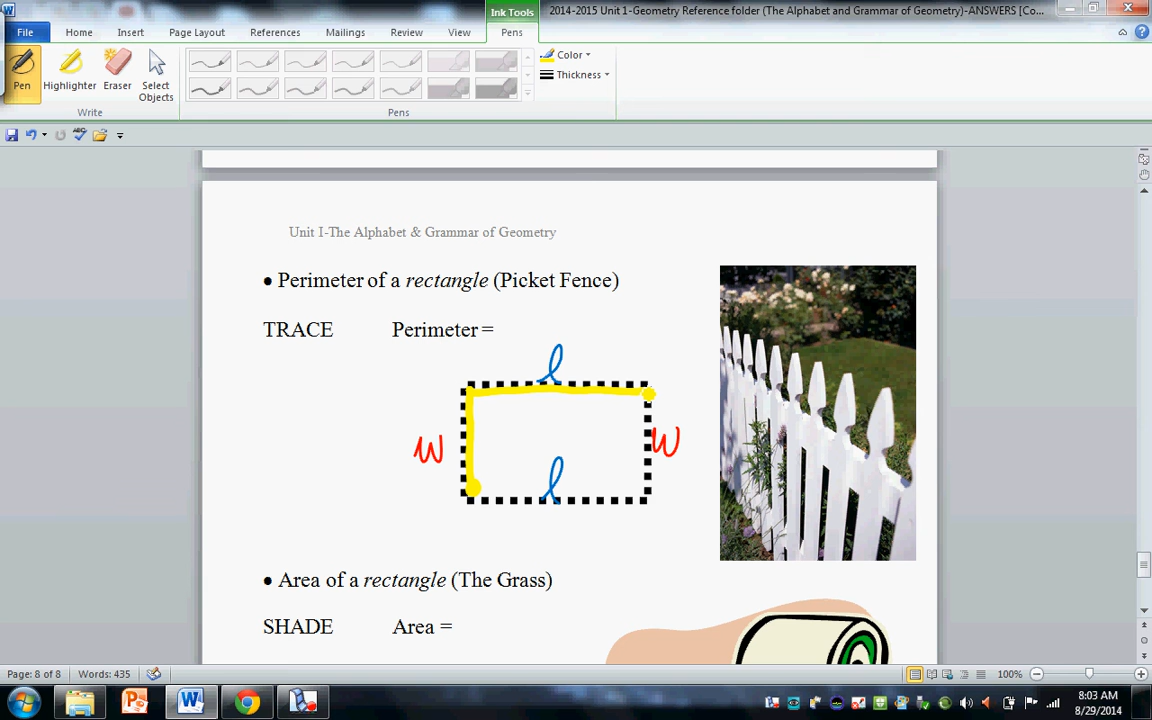 Ink Tools
2014-2015 Unit 1-Geometry Reference folder (The Alphabet and Grammar of Geometry)-ANSWERS [Co...
File Home Insert Page Layout References Mailings Review View Pens
Pen
Highlighter
Eraser
Select
Objects
Color
Thickness
Write
Pens
Unit I-The Alphabet & Grammar of Geometry
• Perimeter of a rectangle (Picket Fence)
TRACE Perimeter =
l
w w
l
• Area of a rectangle (The Grass)
SHADE Area =
Page: 8 of 8 Words: 435 100%
8:03 AM
8/29/2014